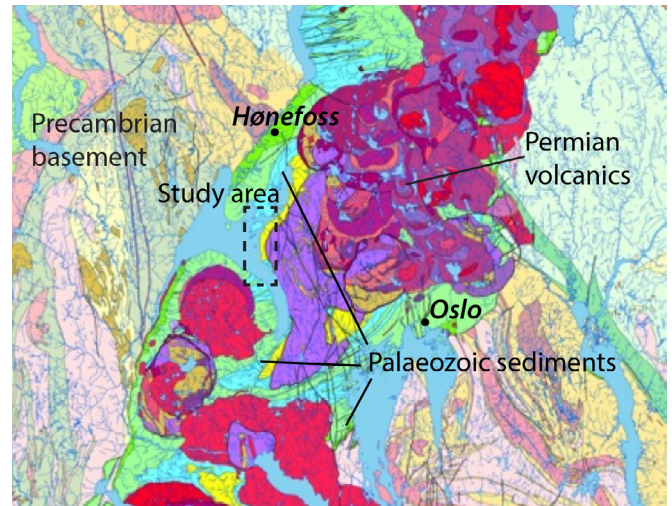 Hønefoss
Precambrian
basement
Permian
volcanics
Study area
Oslo
Palaeozoic sediments